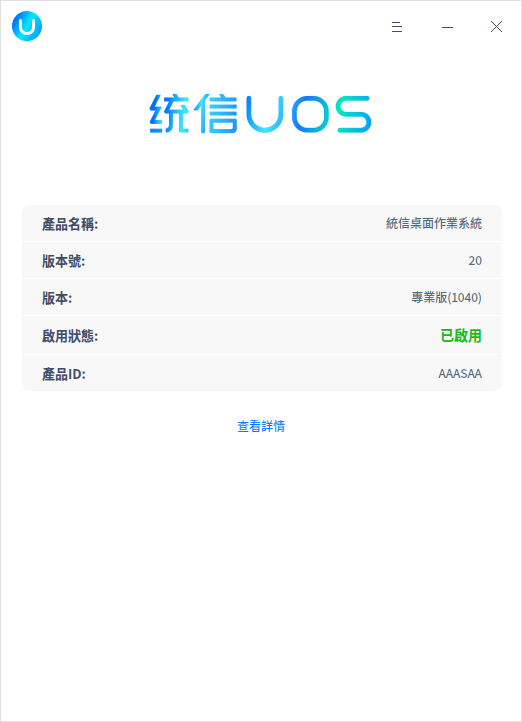 统信UOS
產品名稱: 統信桌面作業系統
版本號: 20
版本: 專業版(1040)
啟用狀態: 已啟用
產品ID: AAASAA
查看詳情